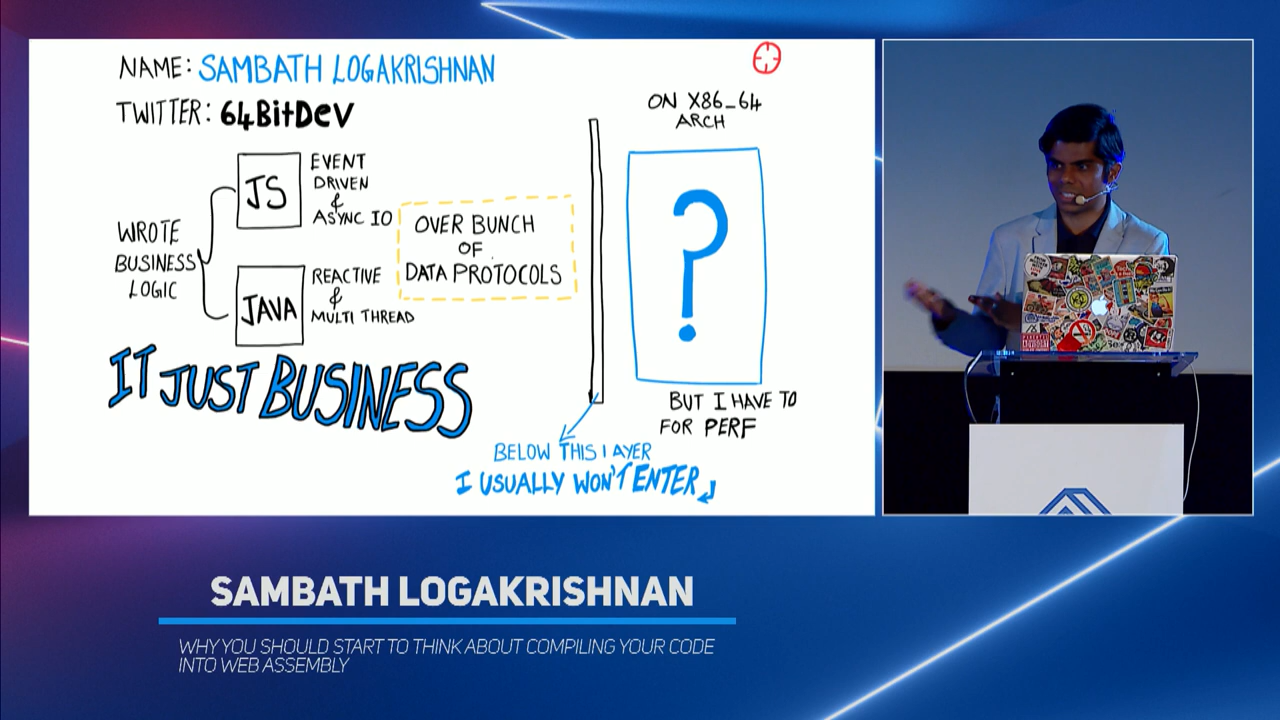 NAME: SAMBATH LOGAKRISHNAN
TWITTER: 64BitDeV
WROTE
BUSINESS
LOGIC
JS
EVENT
DRIVEN
&
ASYNC IO
JAVA
REACTIVE
&
MULTI THREAD
OVER BUNCH
OF
DATA PROTOCOLS
IT JUST BUSINESS
ON X86_64
ARCH
?
BUT I HAVE TO
FOR PERF
BELOW THIS LAYER
I USUALLY WON'T ENTER
SAMBATH LOGAKRISHNAN
WHY YOU SHOULD START TO THINK ABOUT COMPILING YOUR CODE
INTO WEB ASSEMBLY